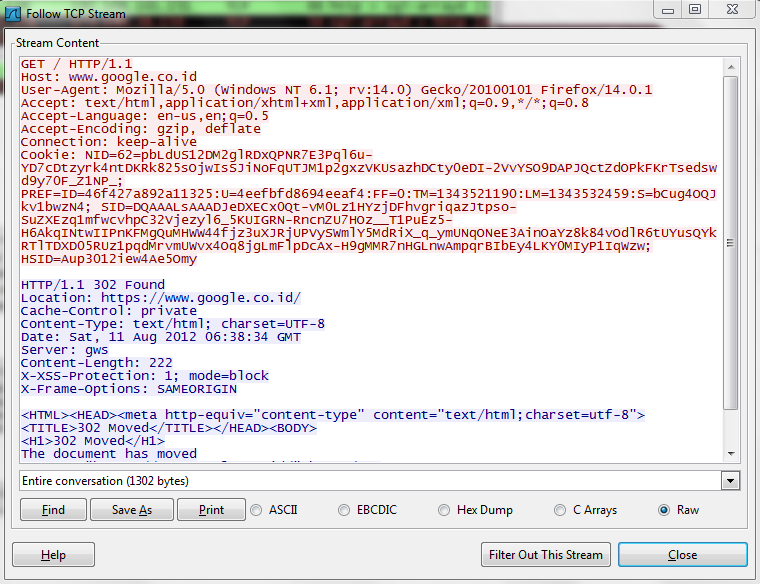 Follow TCP Stream
Stream Content
GET / HTTP/1.1
Host: www.google.co.id
User-Agent: Mozilla/5.0 (Windows NT 6.1; rv:14.0) Gecko/20100101 Firefox/14.0.1
Accept: text/html,application/xhtml+xml,application/xml;q=0.9,*/*;q=0.8
Accept-Language: en-us,en;q=0.5
Accept-Encoding: gzip, deflate
Connection: keep-alive
Cookie: NID=62=pbLdUS12DM2glRDxQPNR7E3Pql6u-
YD7cDtzyrk4ntDKRk825sOjwIsSJiNoFqUTJM1p2gxzVKUsazhDCtyOeDI-2VvYSO9DAPJQctZdOPkFKrTsedsw
d9y7OF_Z1NP_;
PREF=ID=46f427a892a11325:U=4eefbfd8694eeaf4:FF=0:TM=1343521190:LM=1343532459:S=bCug4OQJ
kv1bwzN4; SID=DQAAALsAAADJeDXECxOQt-vM0Lz1HYzjDFhvgriqazJtpso-
SuZXEzq1mfwcvhpC32Vjezyl6_5KUIGRN-RncnZU7HOz__T1PuEz5-
H6AkqINtwIIPnKFMgQuMHWW44fjz3uXJRjUPVySWmlY5MdRiX_q_ymUNqONeE3AinOaYz8k84vOdlR6tUYusQYk
RTlTDXDO5RUz1pqdMrvmUWvx4Oq8jgLmFlpDcAx-H9gMMR7nHGLnwAmpqrBIbEy4LKY0MIyP1IqWzw;
HSID=Aup3O12iew4Ae5Omy
HTTP/1.1 302 Found
Location: https://www.google.co.id/
Cache-Control: private
Content-Type: text/html; charset=UTF-8
Date: Sat, 11 Aug 2012 06:38:34 GMT
Server: gws
Content-Length: 222
X-XSS-Protection: 1; mode=block
X-Frame-Options: SAMEORIGIN
<HTML><HEAD><meta http-equiv="content-type" content="text/html;charset=utf-8">
<TITLE>302 Moved</TITLE></HEAD><BODY>
<H1>302 Moved</H1>
The document has moved
Entire conversation (1302 bytes)
Find Save As Print ASCII EBCDIC Hex Dump C Arrays Raw
Help Filter Out This Stream Close